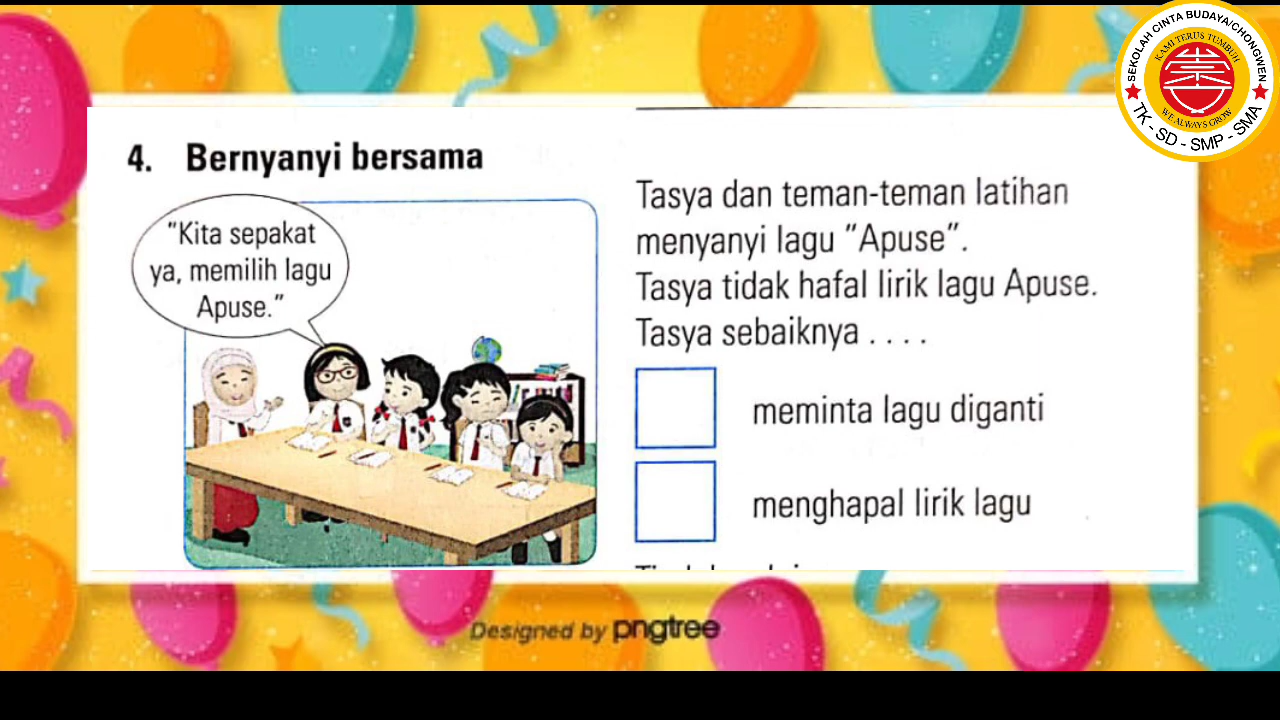 SEKOLAH CINTA BUDAYA/CHONGWEN
KAMI TERUS TUMBUH
WE ALWAYS GROW
TK - SD - SMP - SMA
4. Bernyanyi bersama
"Kita sepakat
ya, memilih lagu
Apuse."
Tasya dan teman-teman latihan
menyanyi lagu "Apuse".
Tasya tidak hafal lirik lagu Apuse.
Tasya sebaiknya . . . .
meminta lagu diganti
menghapal lirik lagu
Designed by pngtree